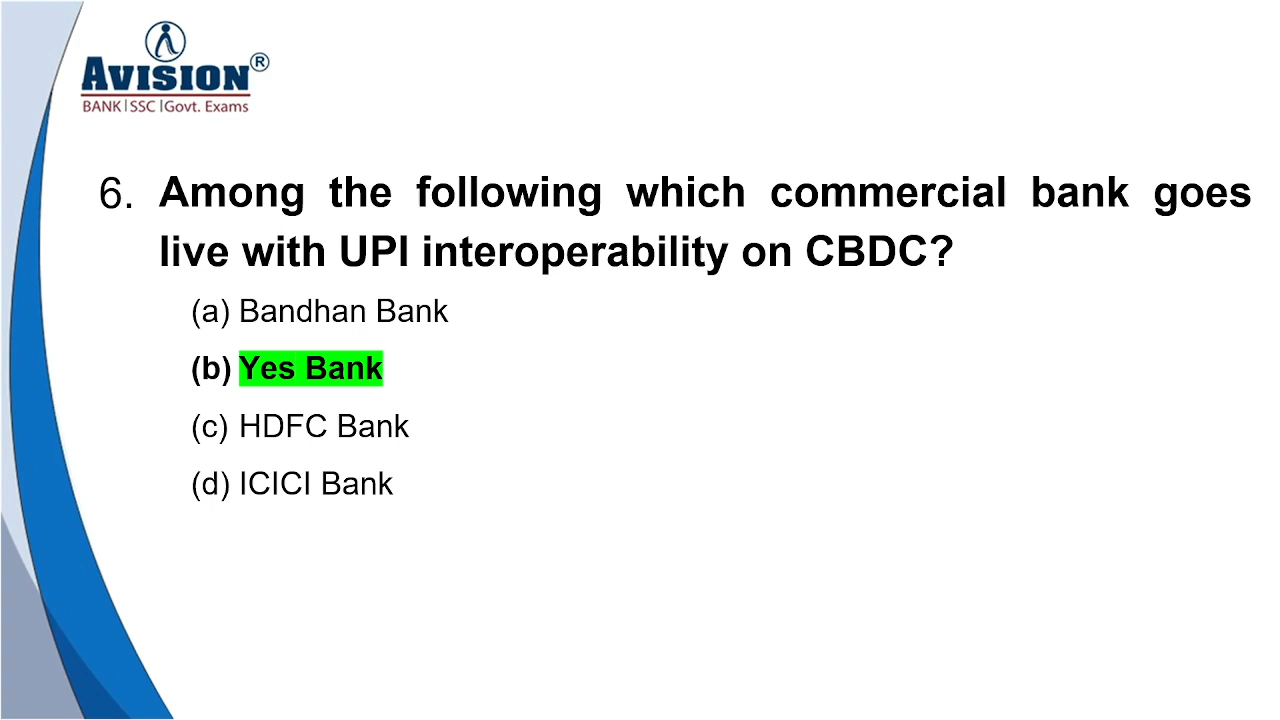 AVISION®
BANK|SSC|Govt. Exams
6. Among the following which commercial bank goes
live with UPI interoperability on CBDC?
(a) Bandhan Bank
(b) Yes Bank
(c) HDFC Bank
(d) ICICI Bank